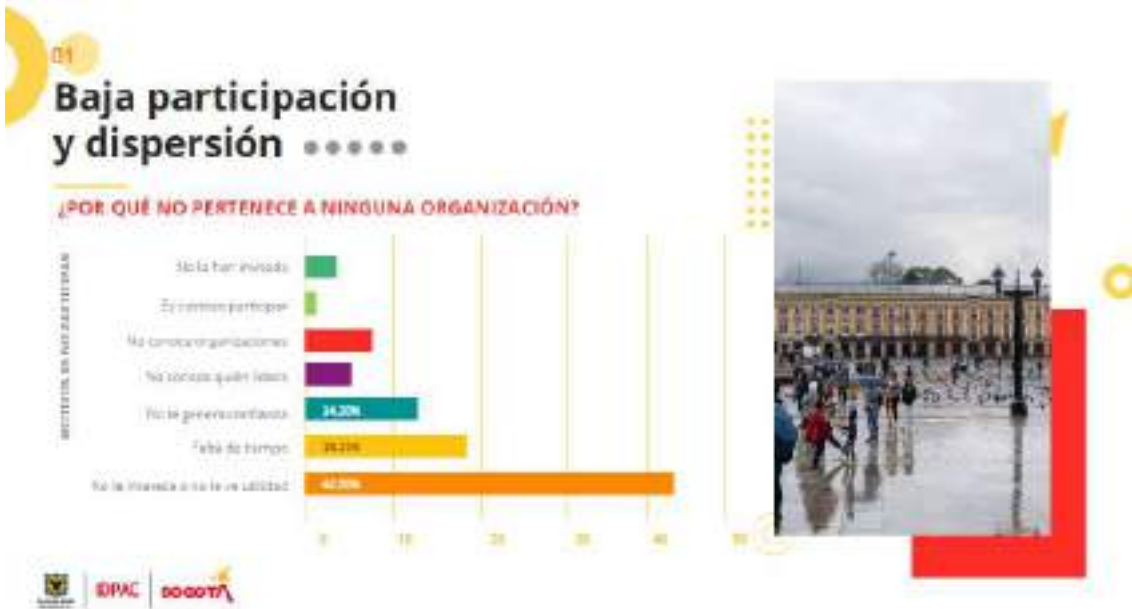 01
Baja participación
y dispersión
¿POR QUÉ NO PERTENECE A NINGUNA ORGANIZACIÓN?
No la han invitado
Es costoso participar
No conoce organizaciones
No conoce quién lidera
No le genera confianza
Falta de tiempo
No le interesa o no le ve utilidad
0 10 20 30 40 50
IDPAC
BOGOTÁ